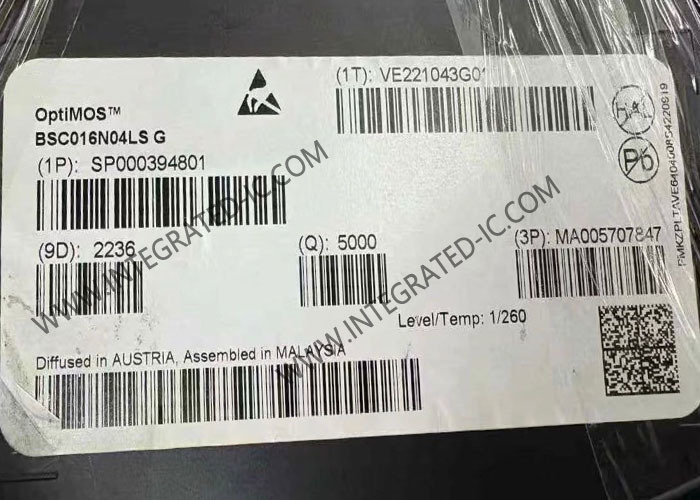 (1T): VE221043G01
OptiMOS™
BSC016N04LS G
(1P): SP000394801
(9D): 2236
(Q): 5000
(3P): MA005707847
Level/Temp: 1/260
Diffused in AUSTRIA, Assembled in MALAYSIA
Pb
WWW.INTEGRATED-IC.COM
WWW.INTEGRATED-IC.COM